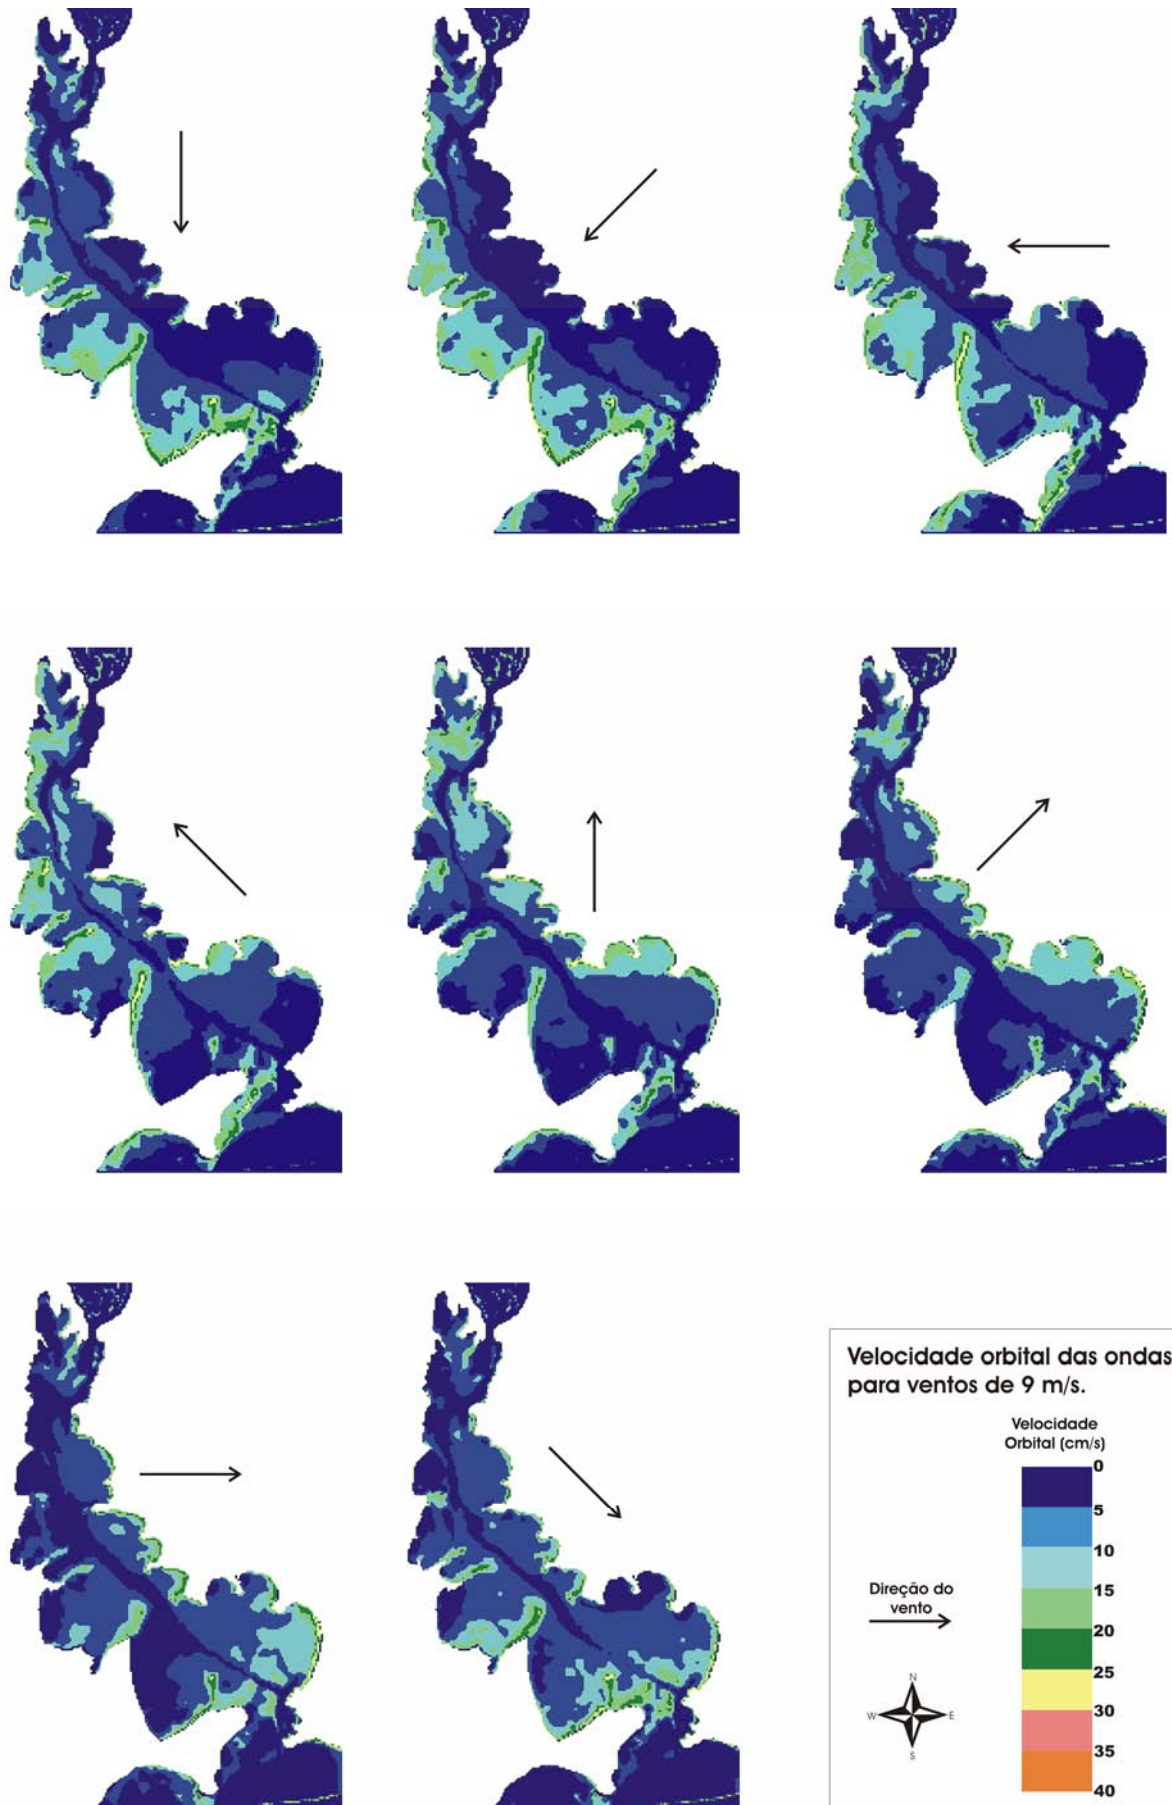 Velocidade orbital das ondas
para ventos de 9 m/s.
Velocidade
Orbital (cm/s)
0
5
10
15
20
25
30
35
40
Direção do
vento
N
W
E
S